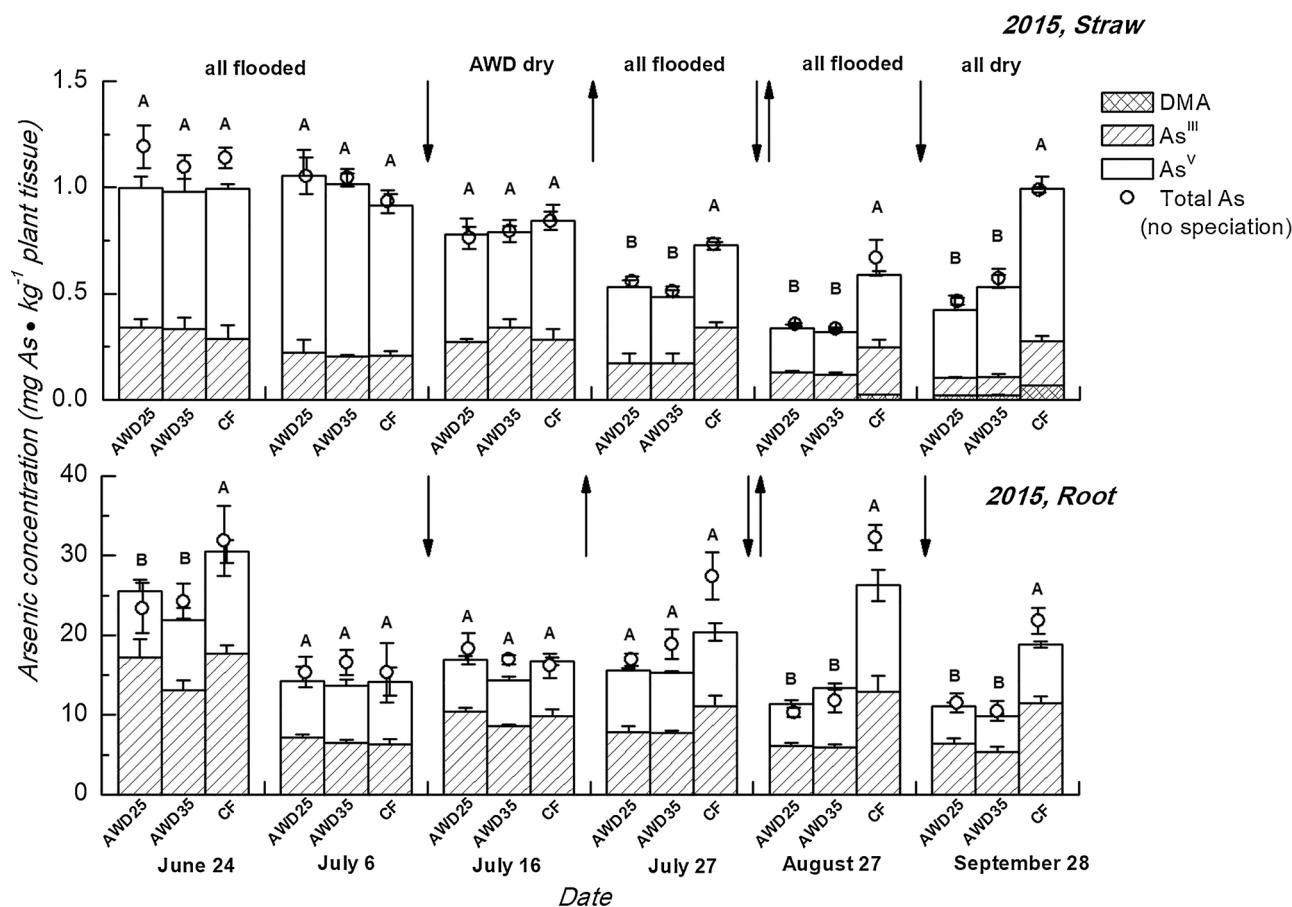 2015, Straw
all flooded
AWD dry
all flooded
all flooded
all dry
1.5
1.0
0.5
0.0
A A A
A A A
A A A
B B A
B B A
B B A
DMA
As^III
As^V
Total As
(no speciation)
AWD25 AWD35 CF
AWD25 AWD35 CF
AWD25 AWD35 CF
AWD25 AWD35 CF
AWD25 AWD35 CF
AWD25 AWD35 CF
Arsenic concentration (mg As • kg^-1 plant tissue)
2015, Root
40
30
20
10
0
B B A
A A A
A A A
A A A
B B A
B B A
AWD25 AWD35 CF
AWD25 AWD35 CF
AWD25 AWD35 CF
AWD25 AWD35 CF
AWD25 AWD35 CF
AWD25 AWD35 CF
June 24
July 6
July 16
July 27
August 27
September 28
Date